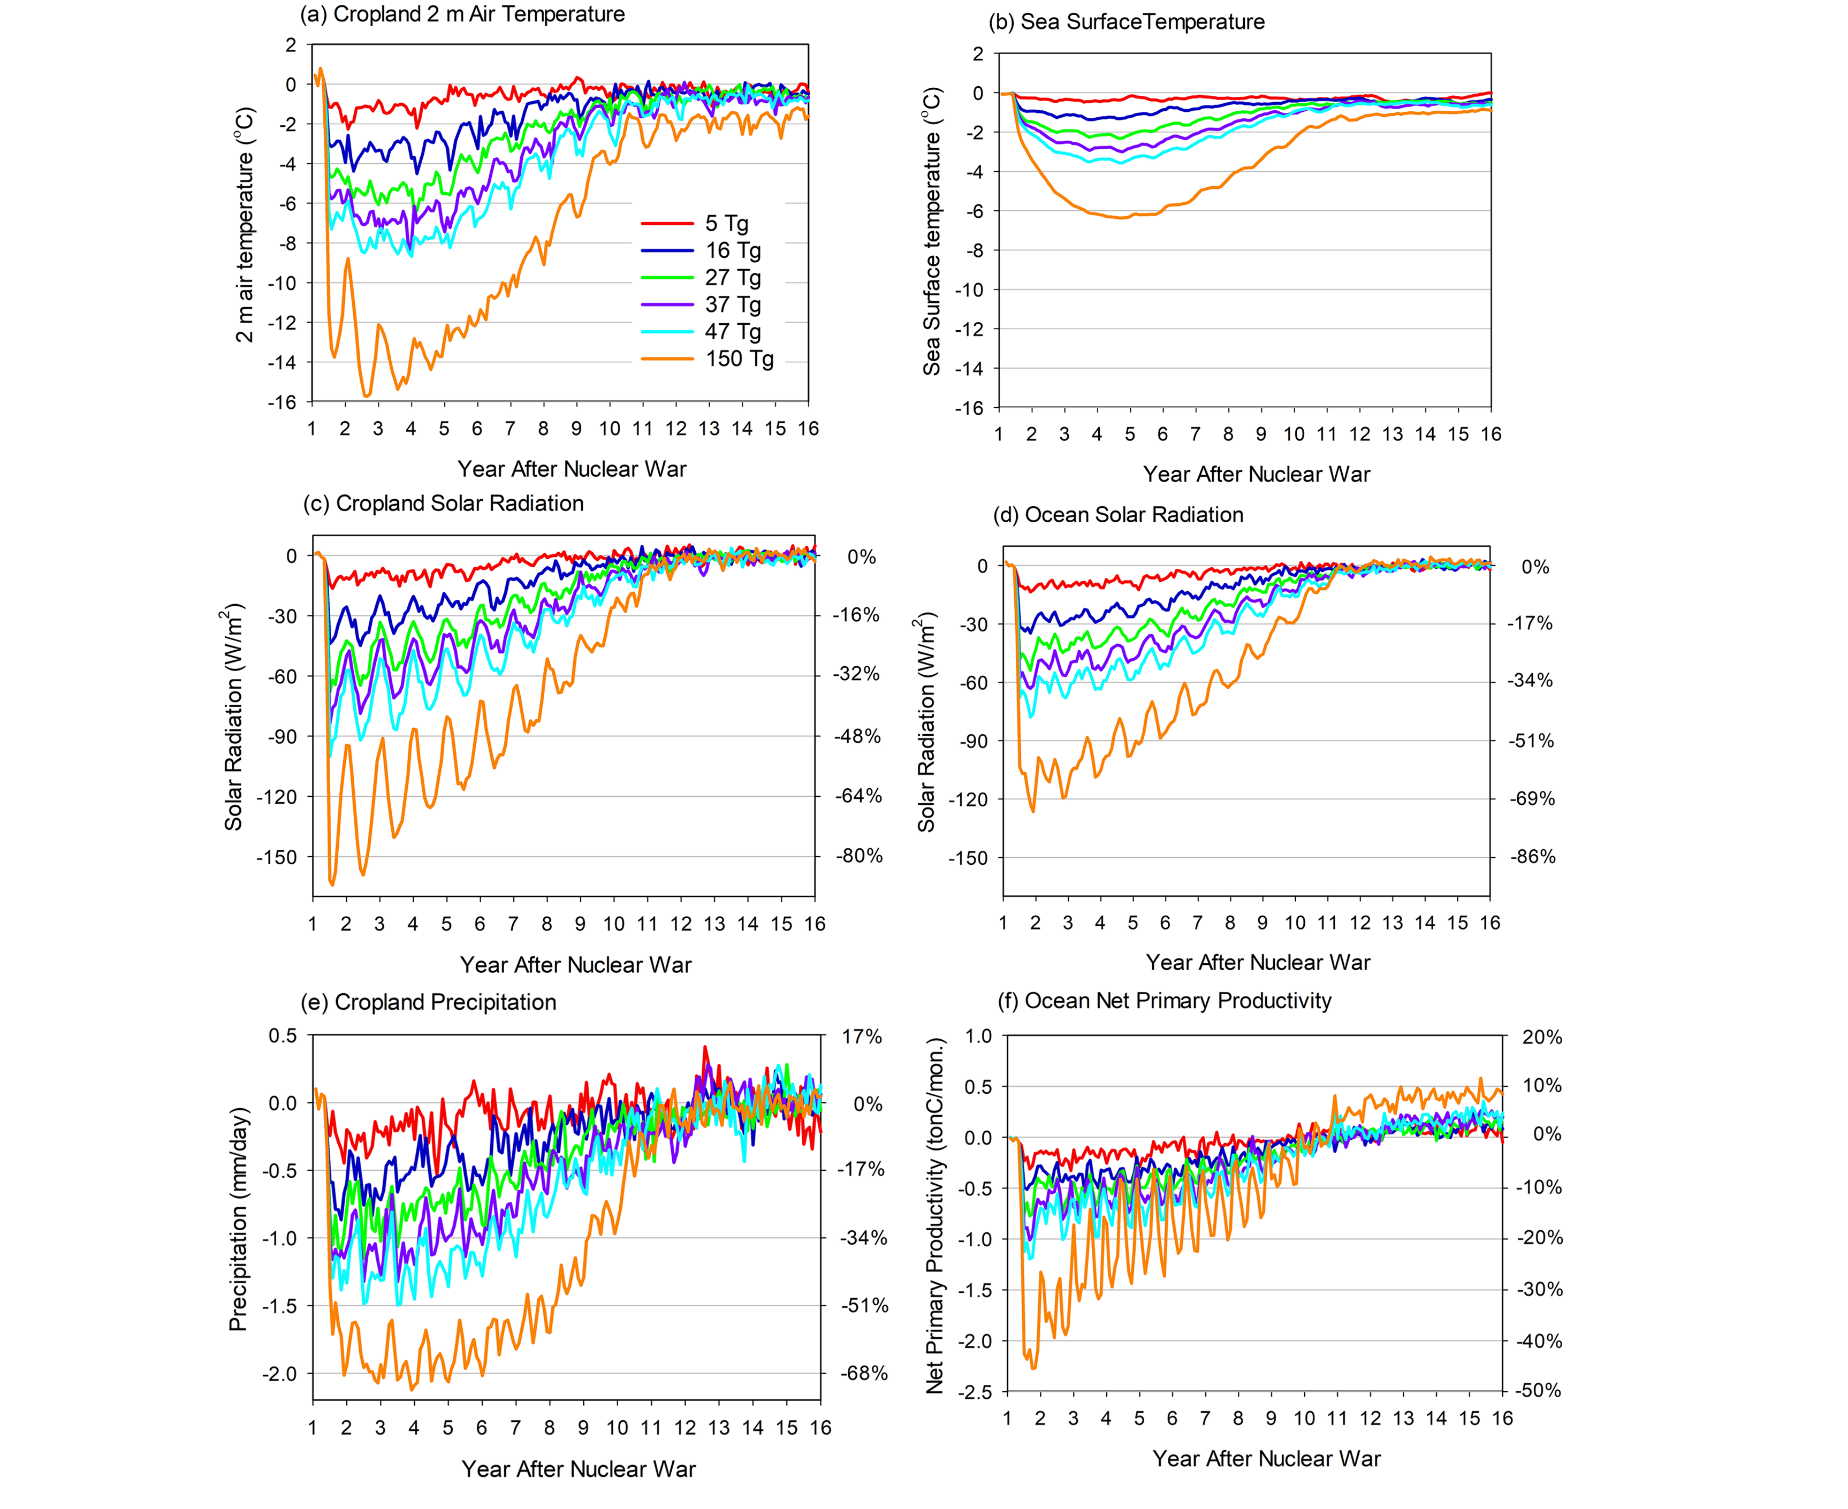 (a) Cropland 2 m Air Temperature
2 m air temperature (°C)
2
0
-2
-4
-6
-8
-10
-12
-14
-16
5 Tg
16 Tg
27 Tg
37 Tg
47 Tg
150 Tg
1 2 3 4 5 6 7 8 9 10 11 12 13 14 15 16
Year After Nuclear War
(b) Sea SurfaceTemperature
Sea Surface temperature (°C)
2
0
-2
-4
-6
-8
-10
-12
-14
-16
1 2 3 4 5 6 7 8 9 10 11 12 13 14 15 16
Year After Nuclear War
(c) Cropland Solar Radiation
Solar Radiation (W/m²)
0
-30
-60
-90
-120
-150
0%
-16%
-32%
-48%
-64%
-80%
1 2 3 4 5 6 7 8 9 10 11 12 13 14 15 16
Year After Nuclear War
(d) Ocean Solar Radiation
Solar Radiation (W/m²)
0
-30
-60
-90
-120
-150
0%
-17%
-34%
-51%
-69%
-86%
1 2 3 4 5 6 7 8 9 10 11 12 13 14 15 16
Year After Nuclear War
(e) Cropland Precipitation
Precipitation (mm/day)
0.5
0.0
-0.5
-1.0
-1.5
-2.0
17%
0%
-17%
-34%
-51%
-68%
1 2 3 4 5 6 7 8 9 10 11 12 13 14 15 16
Year After Nuclear War
(f) Ocean Net Primary Productivity
Net Primary Productivity (tonC/mon.)
1.0
0.5
0.0
-0.5
-1.0
-1.5
-2.0
-2.5
20%
10%
0%
-10%
-20%
-30%
-40%
-50%
1 2 3 4 5 6 7 8 9 10 11 12 13 14 15 16
Year After Nuclear War